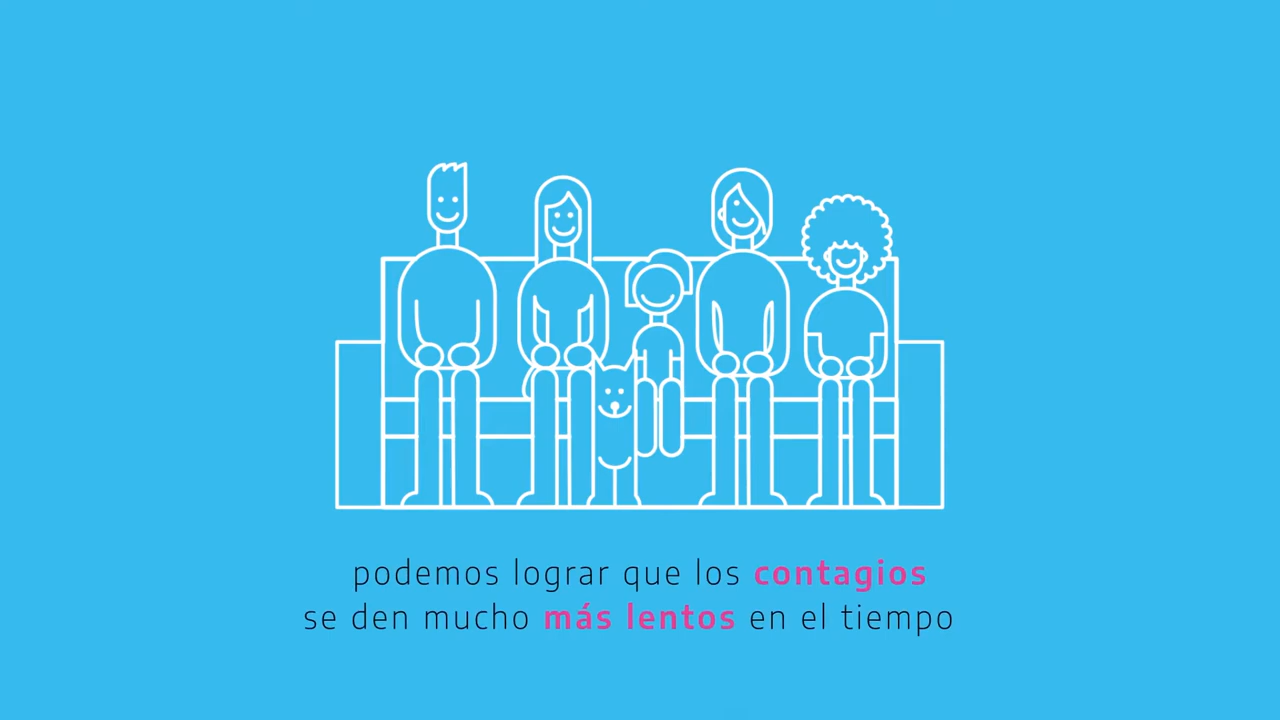 podemos lograr que los contagios
se den mucho más lentos en el tiempo